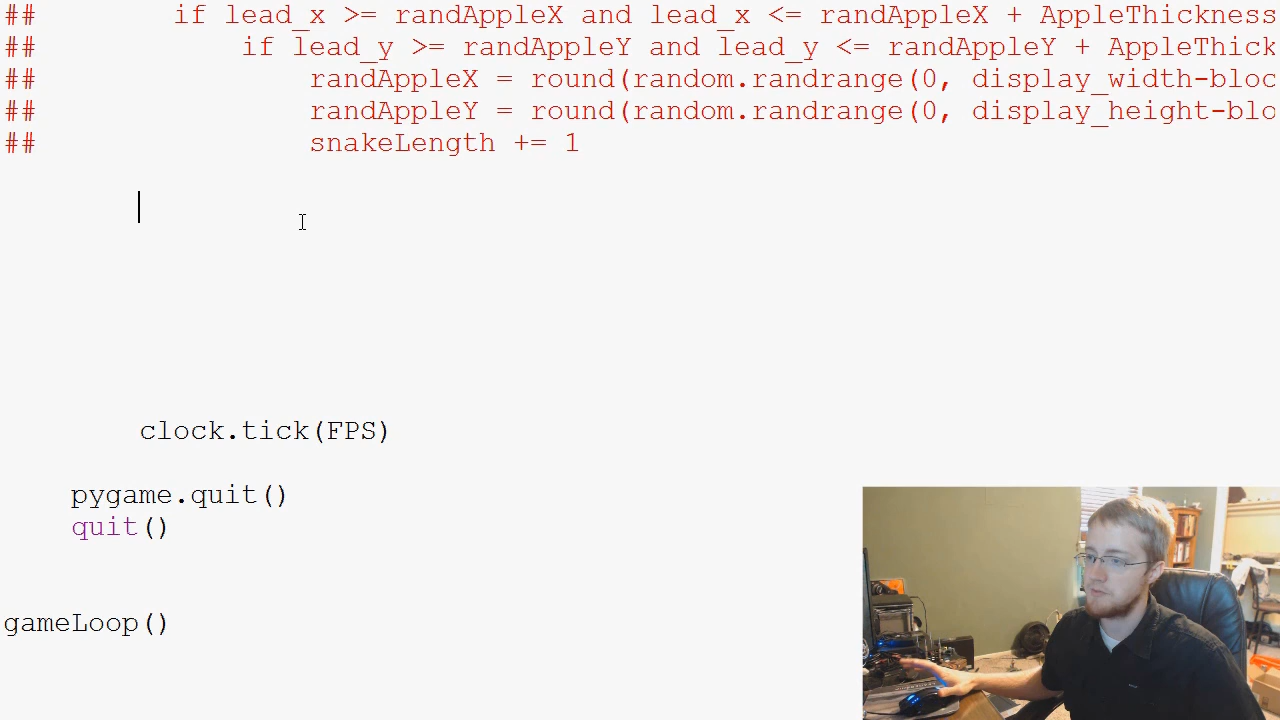 ## if lead_x >= randAppleX and lead_x <= randAppleX + AppleThickness
## if lead_y >= randAppleY and lead_y <= randAppleY + AppleThick
## randAppleX = round(random.randrange(0, display_width-bloc
## randAppleY = round(random.randrange(0, display_height-blo
## snakeLength += 1
clock.tick(FPS)
pygame.quit()
quit()
gameLoop()